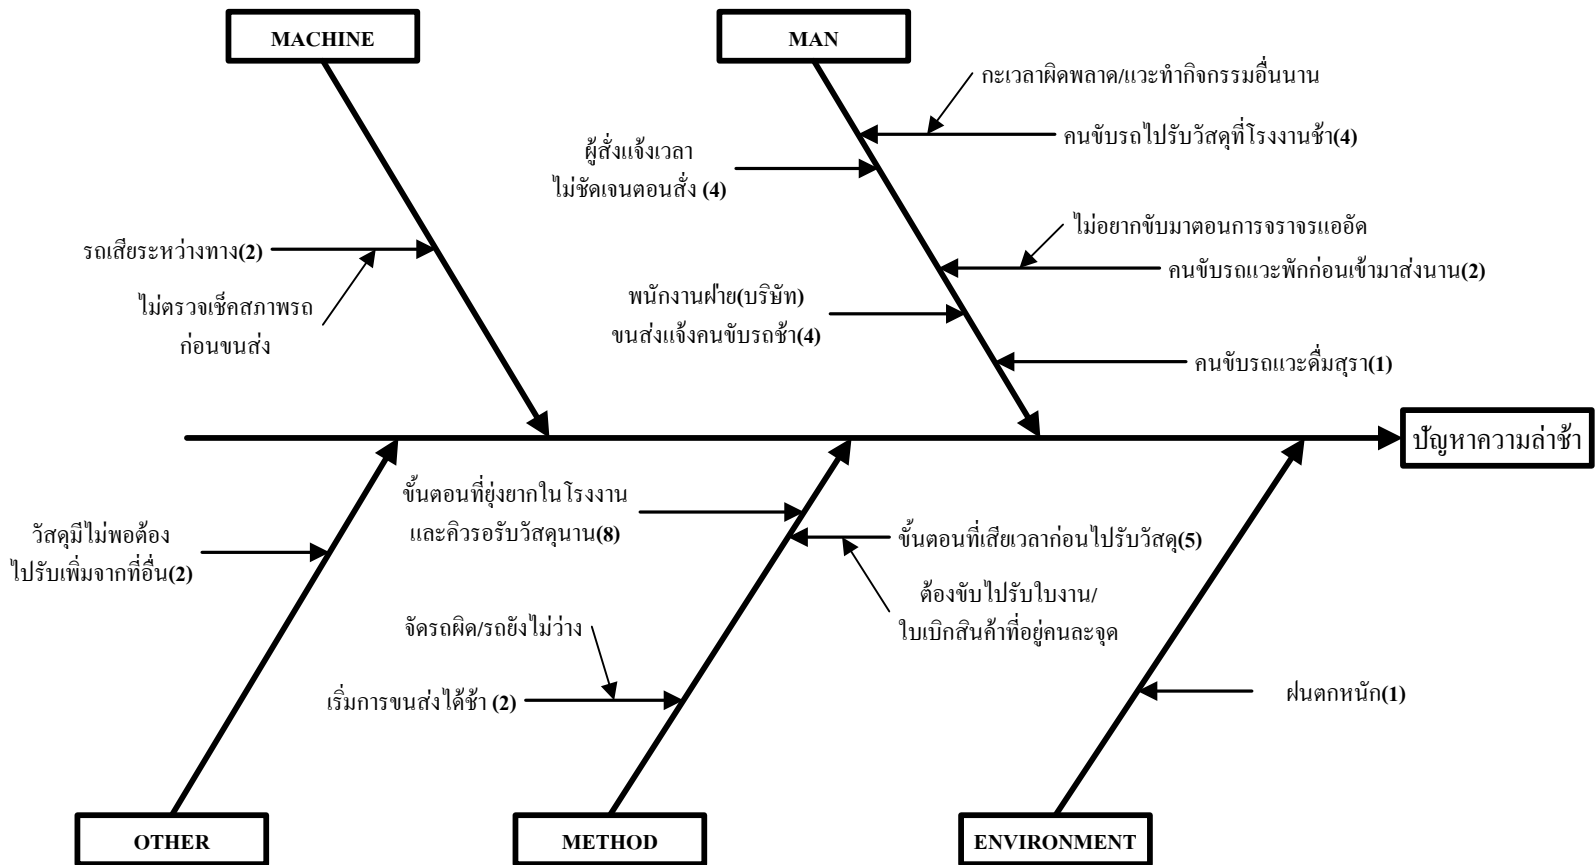 MACHINE
MAN
กะเวลาผิดพลาด/แวะทำกิจกรรมอื่นนาน
คนขับรถไปรับวัสดุที่โรงงานช้า(4)
ผู้สั่งแจ้งเวลา
ไม่ชัดเจนตอนสั่ง (4)
ไม่อยากขับมาตอนการจราจรแออัด
คนขับรถแวะพักก่อนเข้ามาส่งนาน(2)
รถเสียระหว่างทาง(2)
ไม่ตรวจเช็คสภาพรถ
ก่อนขนส่ง
พนักงานฝ่าย(บริษัท)
ขนส่งแจ้งคนขับรถช้า(4)
คนขับรถแวะดื่มสุรา(1)
ปัญหาความล่าช้า
ขั้นตอนที่ยุ่งยากในโรงงาน
และคิวรอรับวัสดุนาน(8)
วัสดุมีไม่พอต้อง
ไปรับเพิ่มจากที่อื่น(2)
ขั้นตอนที่เสียเวลาก่อนไปรับวัสดุ(5)
ต้องขับไปรับใบงาน/
ใบเบิกสินค้าที่อยู่คนละจุด
จัดรถผิด/รถยังไม่ว่าง
เริ่มการขนส่งได้ช้า (2)
ฝนตกหนัก(1)
OTHER
METHOD
ENVIRONMENT